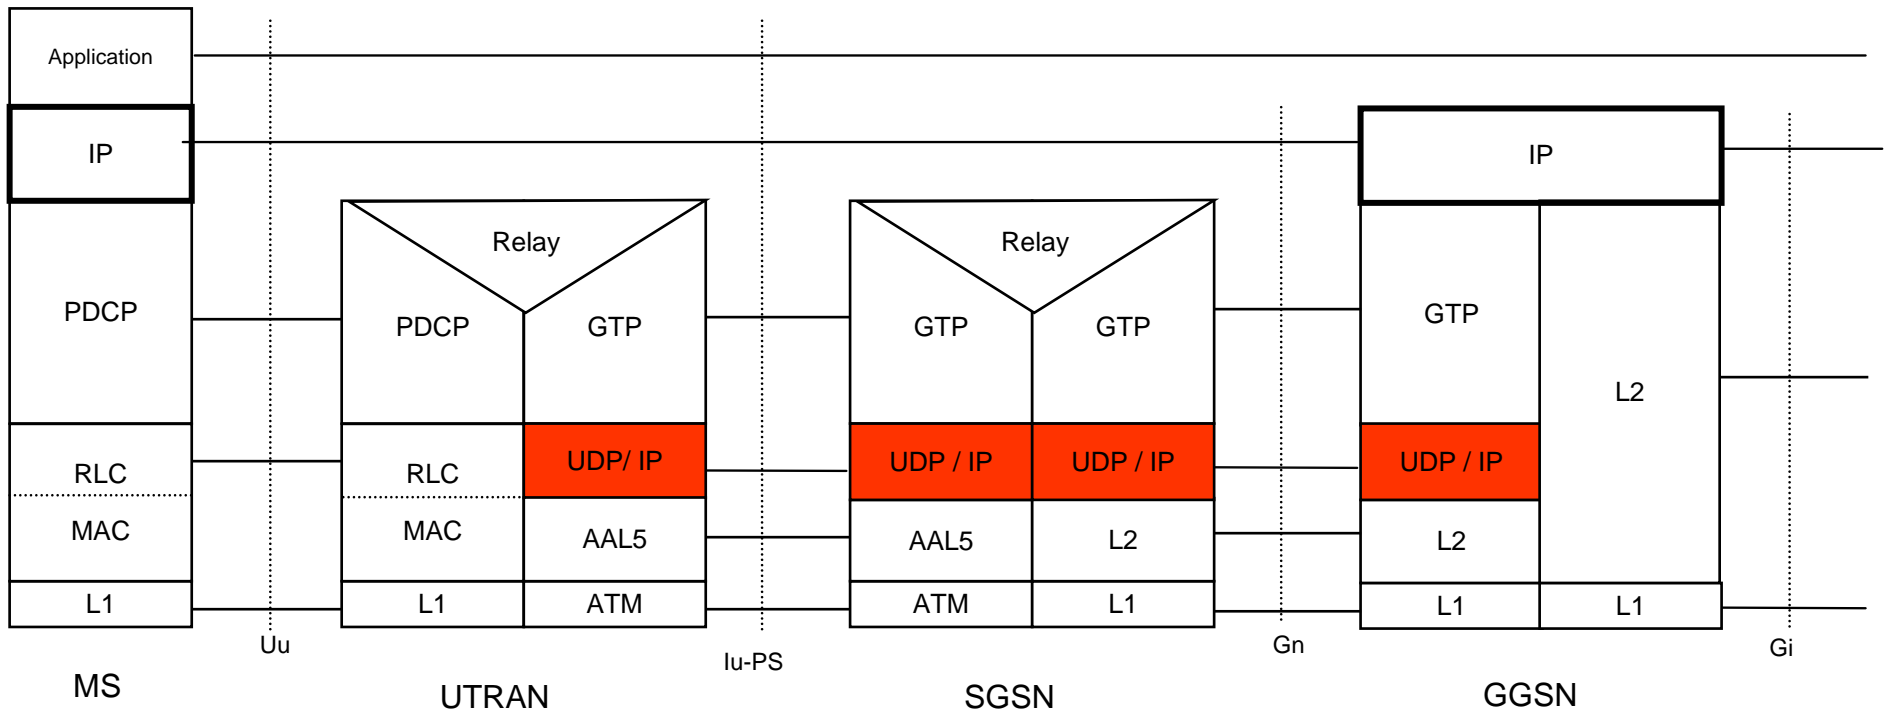 Application
IP
IP
Relay
Relay
PDCP
PDCP
GTP
GTP
GTP
GTP
L2
RLC
RLC
UDP/ IP
UDP / IP
UDP / IP
UDP / IP
MAC
MAC
AAL5
AAL5
L2
L2
L1
L1
ATM
ATM
L1
L1
L1
Uu
Iu-PS
Gn
Gi
MS
UTRAN
SGSN
GGSN